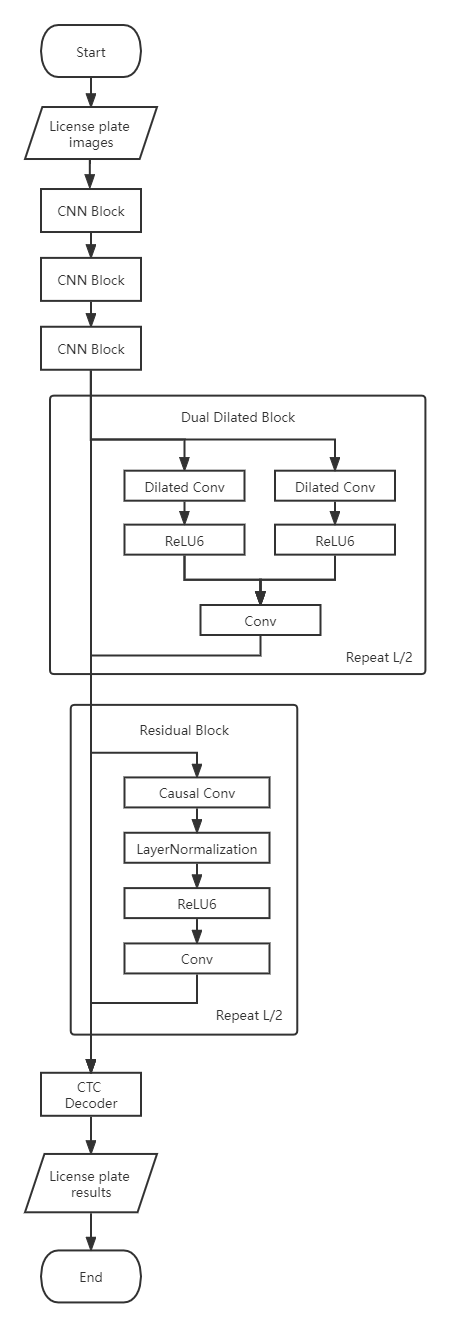 Start
License plate
images
CNN Block
CNN Block
CNN Block
Dual Dilated Block
Dilated Conv
Dilated Conv
ReLU6
ReLU6
Conv
Repeat L/2
Residual Block
Causal Conv
LayerNormalization
ReLU6
Conv
Repeat L/2
CTC
Decoder
License plate
results
End